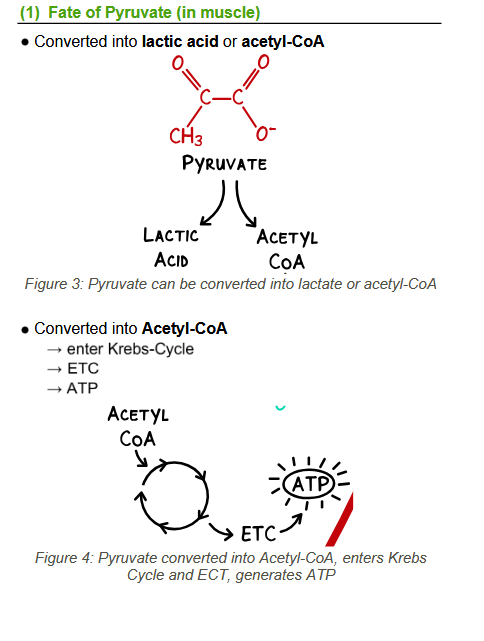 (1) Fate of Pyruvate (in muscle)
● Converted into lactic acid or acetyl-CoA
O O
C–C
CH3 O-
PYRUVATE
LACTIC ACETYL
ACID COA
Figure 3: Pyruvate can be converted into lactate or acetyl-CoA
● Converted into Acetyl-CoA
→ enter Krebs-Cycle
→ ETC
→ ATP
ACETYL
COA
ATP
ETC
Figure 4: Pyruvate converted into Acetyl-CoA, enters Krebs
Cycle and ECT, generates ATP